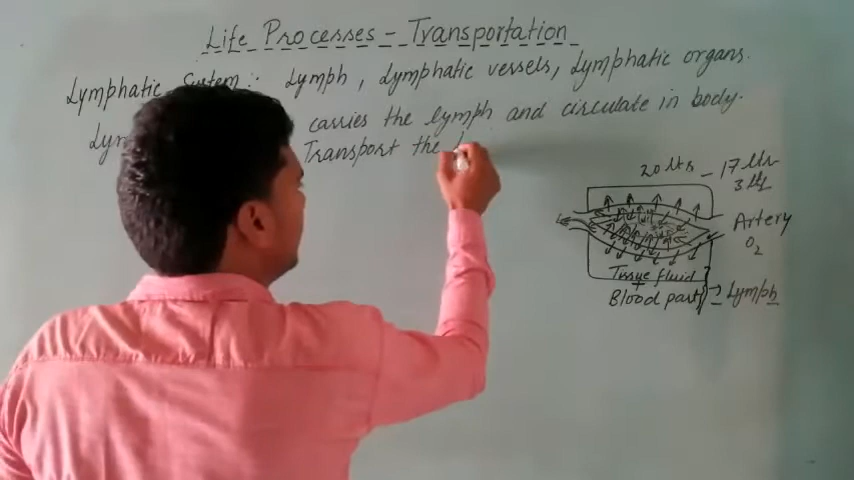 Life Processes - Transportation
Lymphatic System :- Lymph, Lymphatic vessels, Lymphatic organs.
carries the lymph and circulate in body.
Transport the
20 lts - 17 ltr
3 ltr
Artery
O2
Tissue fluid
+
Blood part
Lymph